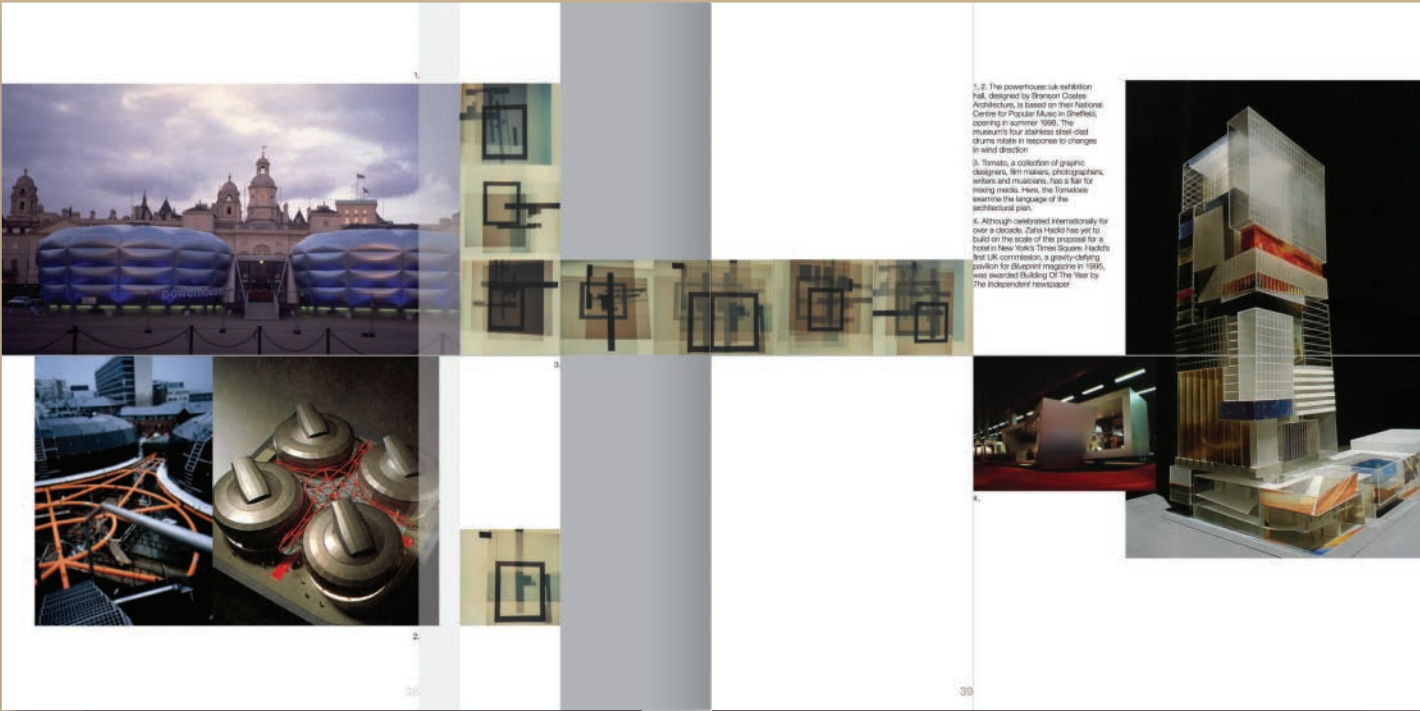 1.
powerhouse
3.
2.
38
1, 2. The powerhouse::uk exhibition
hall, designed by Branson Coates
Architecture, is based on their National
Centre for Popular Music in Sheffield,
opening in summer 1998. The
museum's four stainless steel-clad
drums rotate in response to changes
in wind direction
3. Tomato, a collection of graphic
designers, film makers, photographers,
writers and musicians, has a flair for
mixing media. Here, the Tomatoes
examine the language of the
architectural plan.
4. Although celebrated internationally for
over a decade, Zaha Hadid has yet to
build on the scale of this proposal for a
hotel in New York's Times Square. Hadid's
first UK commission, a gravity-defying
pavilion for Blueprint magazine in 1995,
was awarded Building Of The Year by
The Independent newspaper
4.
39